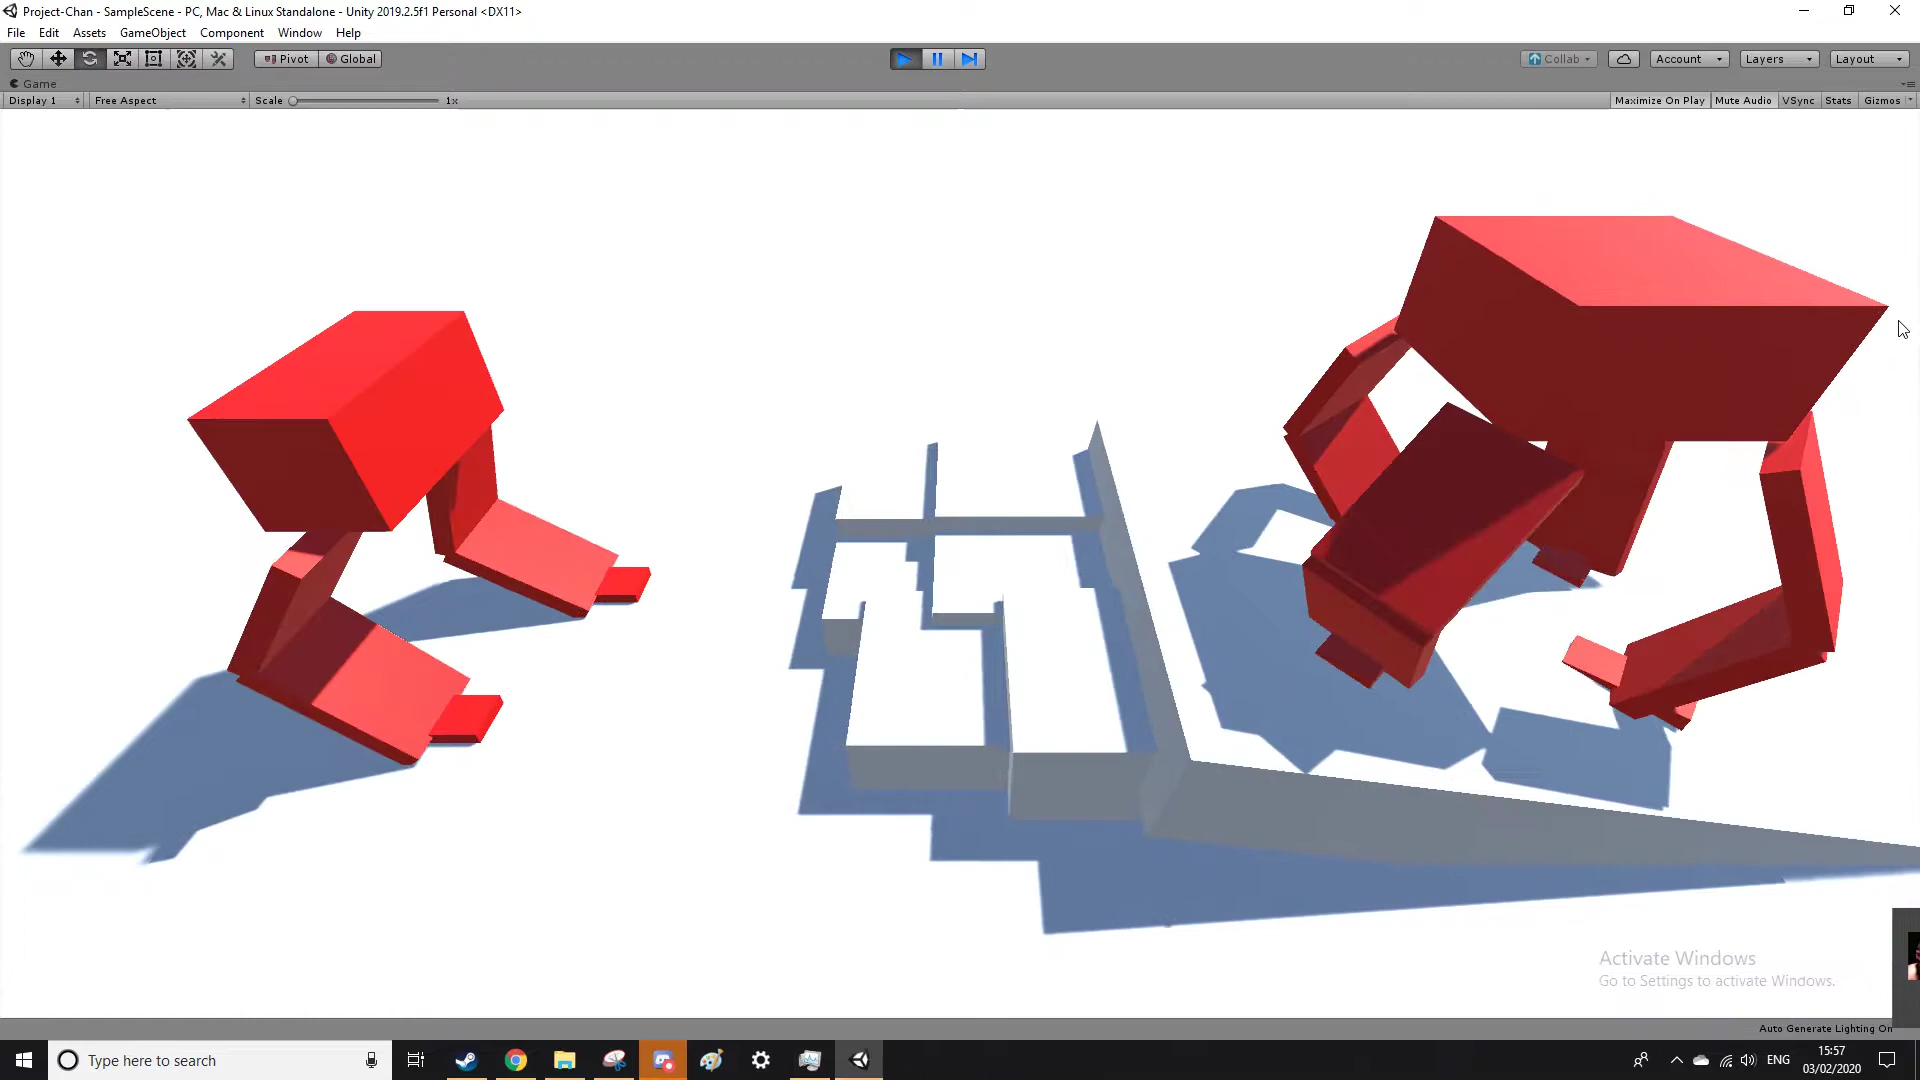 Project-Chan - SampleScene - PC, Mac & Linux Standalone - Unity 2019.2.5f1 Personal <DX11>
File Edit Assets GameObject Component Window Help
Pivot Global Collab Account Layers Layout
Game
Display 1 Free Aspect Scale 1x Maximize On Play Mute Audio VSync Stats Gizmos
Activate Windows
Go to Settings to activate Windows.
Auto Generate Lighting On
Type here to search ENG 15:57
03/02/2020